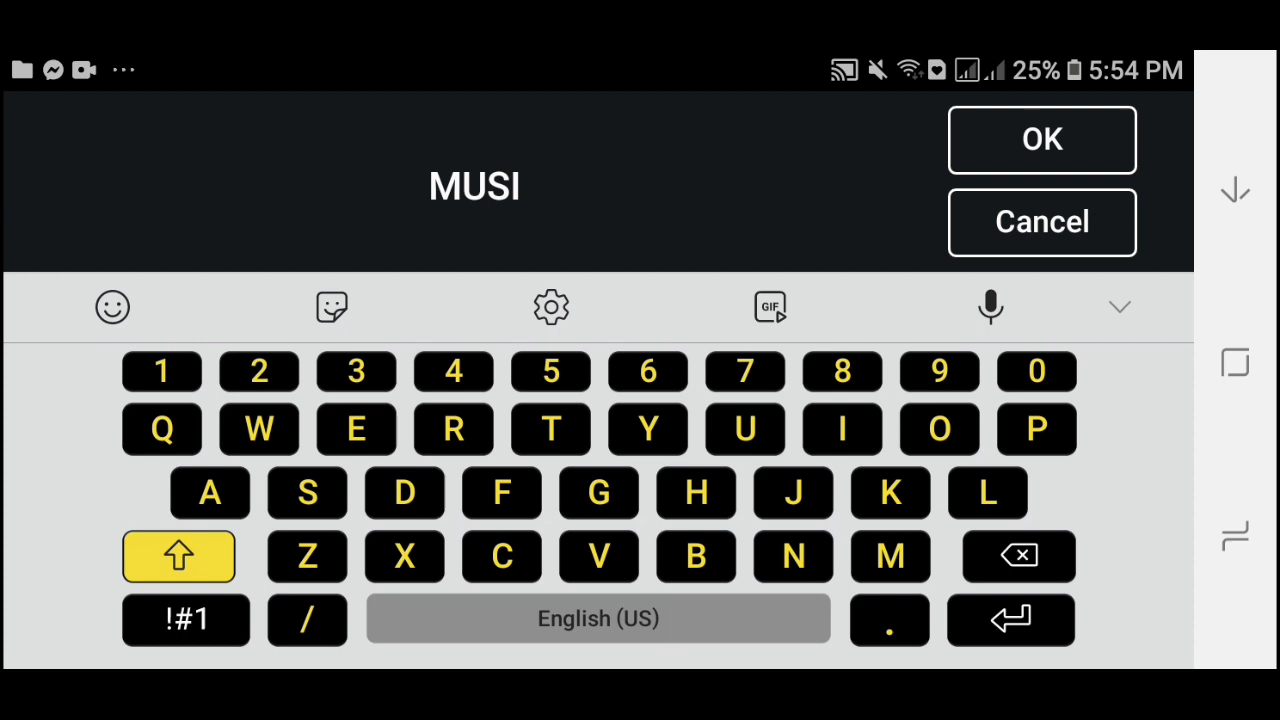 25% 5:54 PM
OK
MUSI
Cancel
GIF
1 2 3 4 5 6 7 8 9 0
Q W E R T Y U I O P
A S D F G H J K L
Z X C V B N M
!#1 / English (US) .